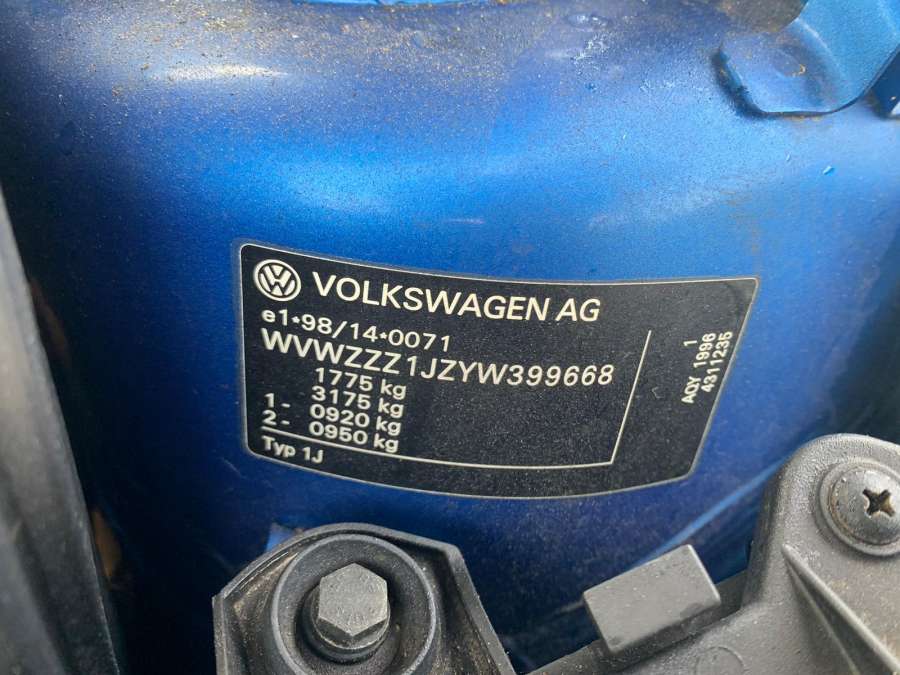 VOLKSWAGEN AG
e1*98/14*0071
WVWZZZ1JZYW399668
1775 kg
3175 kg
1- 0920 kg
2- 0950 kg
Typ 1J
1
AQY 1996
4311235